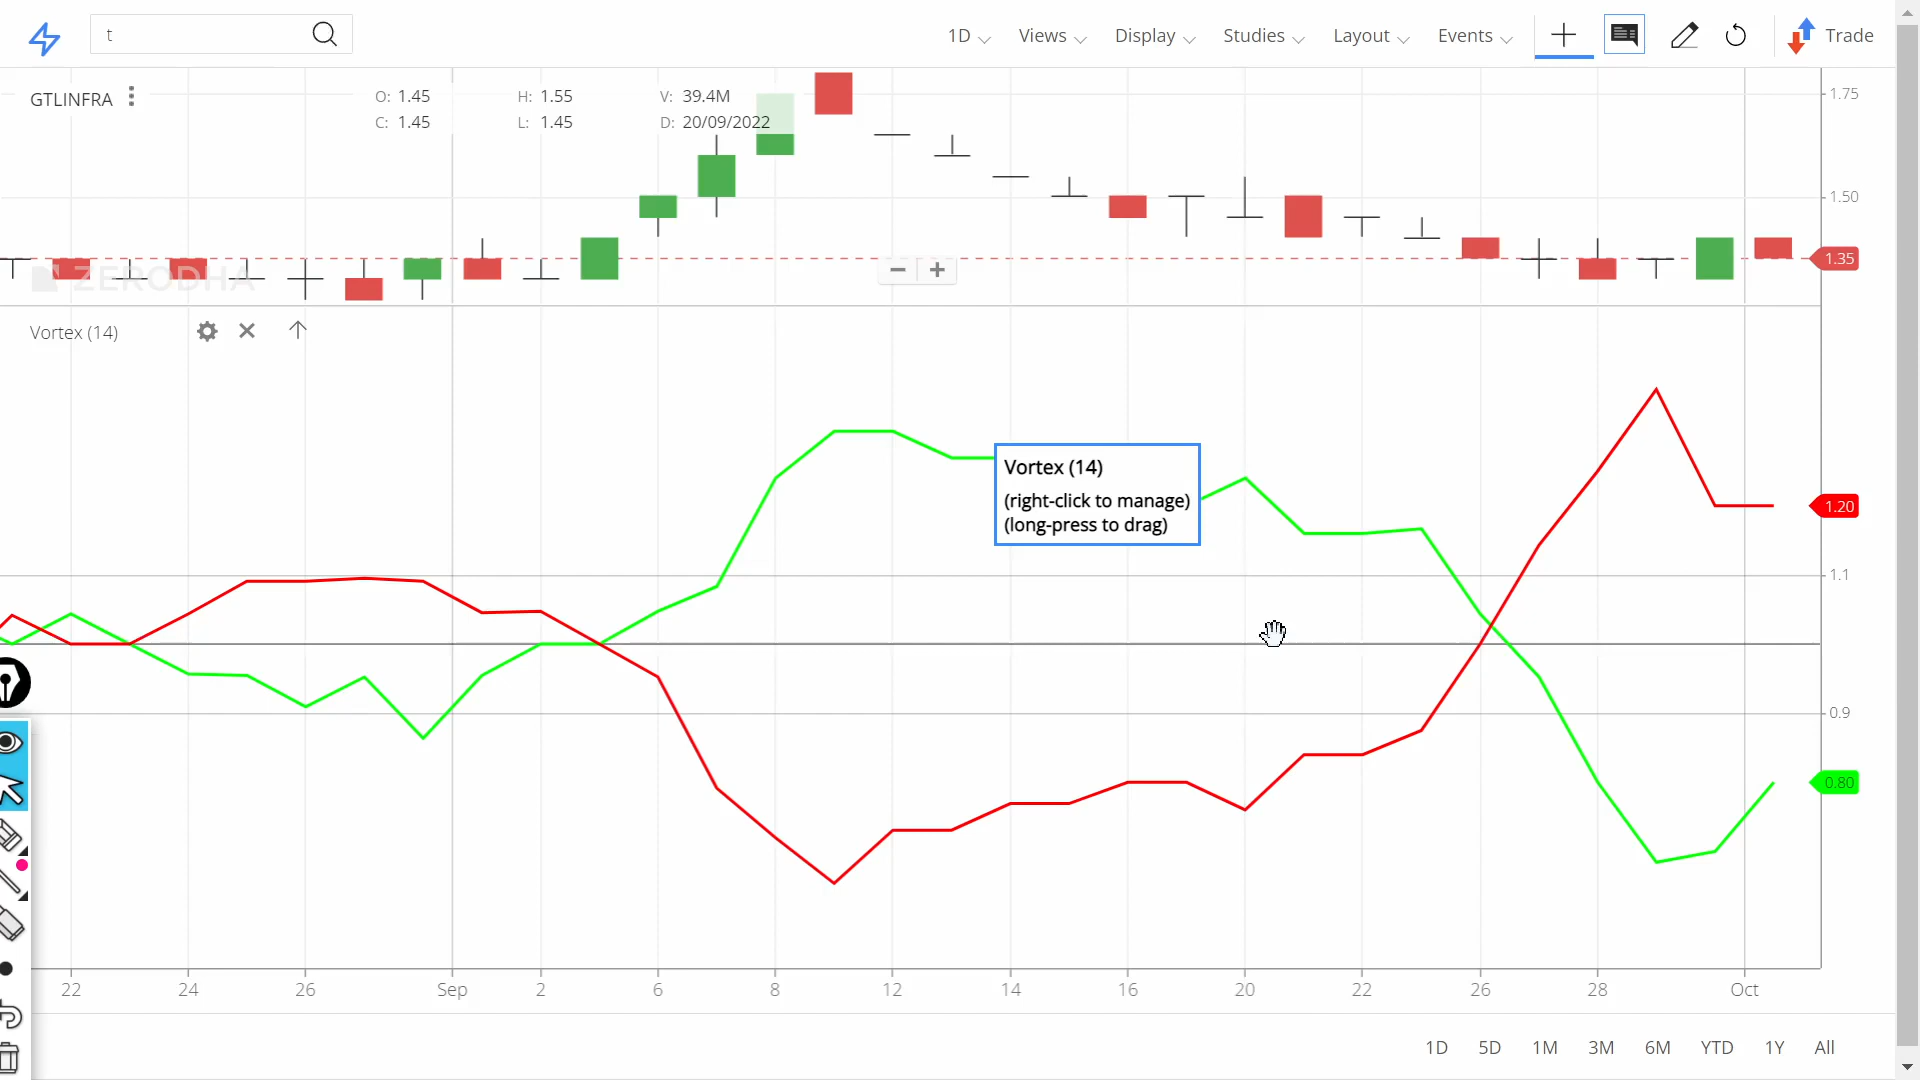 t
1D Views Display Studies Layout Events Trade
GTLINFRA
O: 1.45 H: 1.55 V: 39.4M
C: 1.45 L: 1.45 D: 20/09/2022
1.75
1.50
1.35
ZERODHA
Vortex (14)
Vortex (14)
(right-click to manage)
(long-press to drag)
1.20
1.1
0.9
0.80
22 24 26 Sep 2 6 8 12 14 16 20 22 26 28 Oct
1D 5D 1M 3M 6M YTD 1Y All